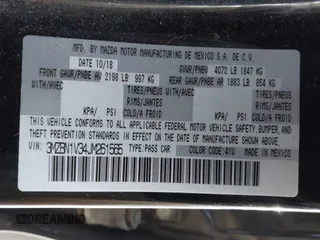 MFD. BY MAZDA MOTOR MANUFACTURING DE MEXICO S.A. DE C.V.
DATE 10/18 GVWR/PNBV 4072 LB 1847 KG
FRONT GAWR/PNBE AV 2198 LB 997 KG REAR GAWR/PNBE AR 1883 LB 854 KG
WITH/AVEC TIRES/PNEUS WITH/AVEC TIRES/PNEUS
RIMS/JANTES RIMS/JANTES
KPA/ PSI COLD/A FROID KPA/ PSI COLD/A FROID
THIS VEHICLE CONFORMS TO ALL APPLICABLE FEDERAL MOTOR VEHICLE SAFETY, BUMPER, AND THEFT PREVENTION STANDARDS IN EFFECT ON THE DATE OF MANUFACTURE SHOWN ABOVE.
VIN: 3MZBN1V34JM261665 TYPE: PASS CAR COLOR: 41W MADE IN MEXICO
DREAMBID